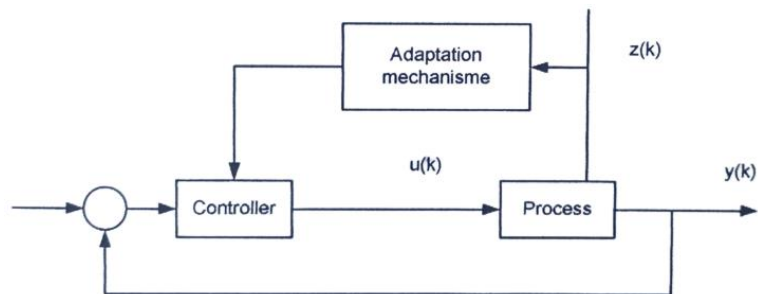 Adaptation
mechanisme
z(k)
u(k)
y(k)
Controller
Process